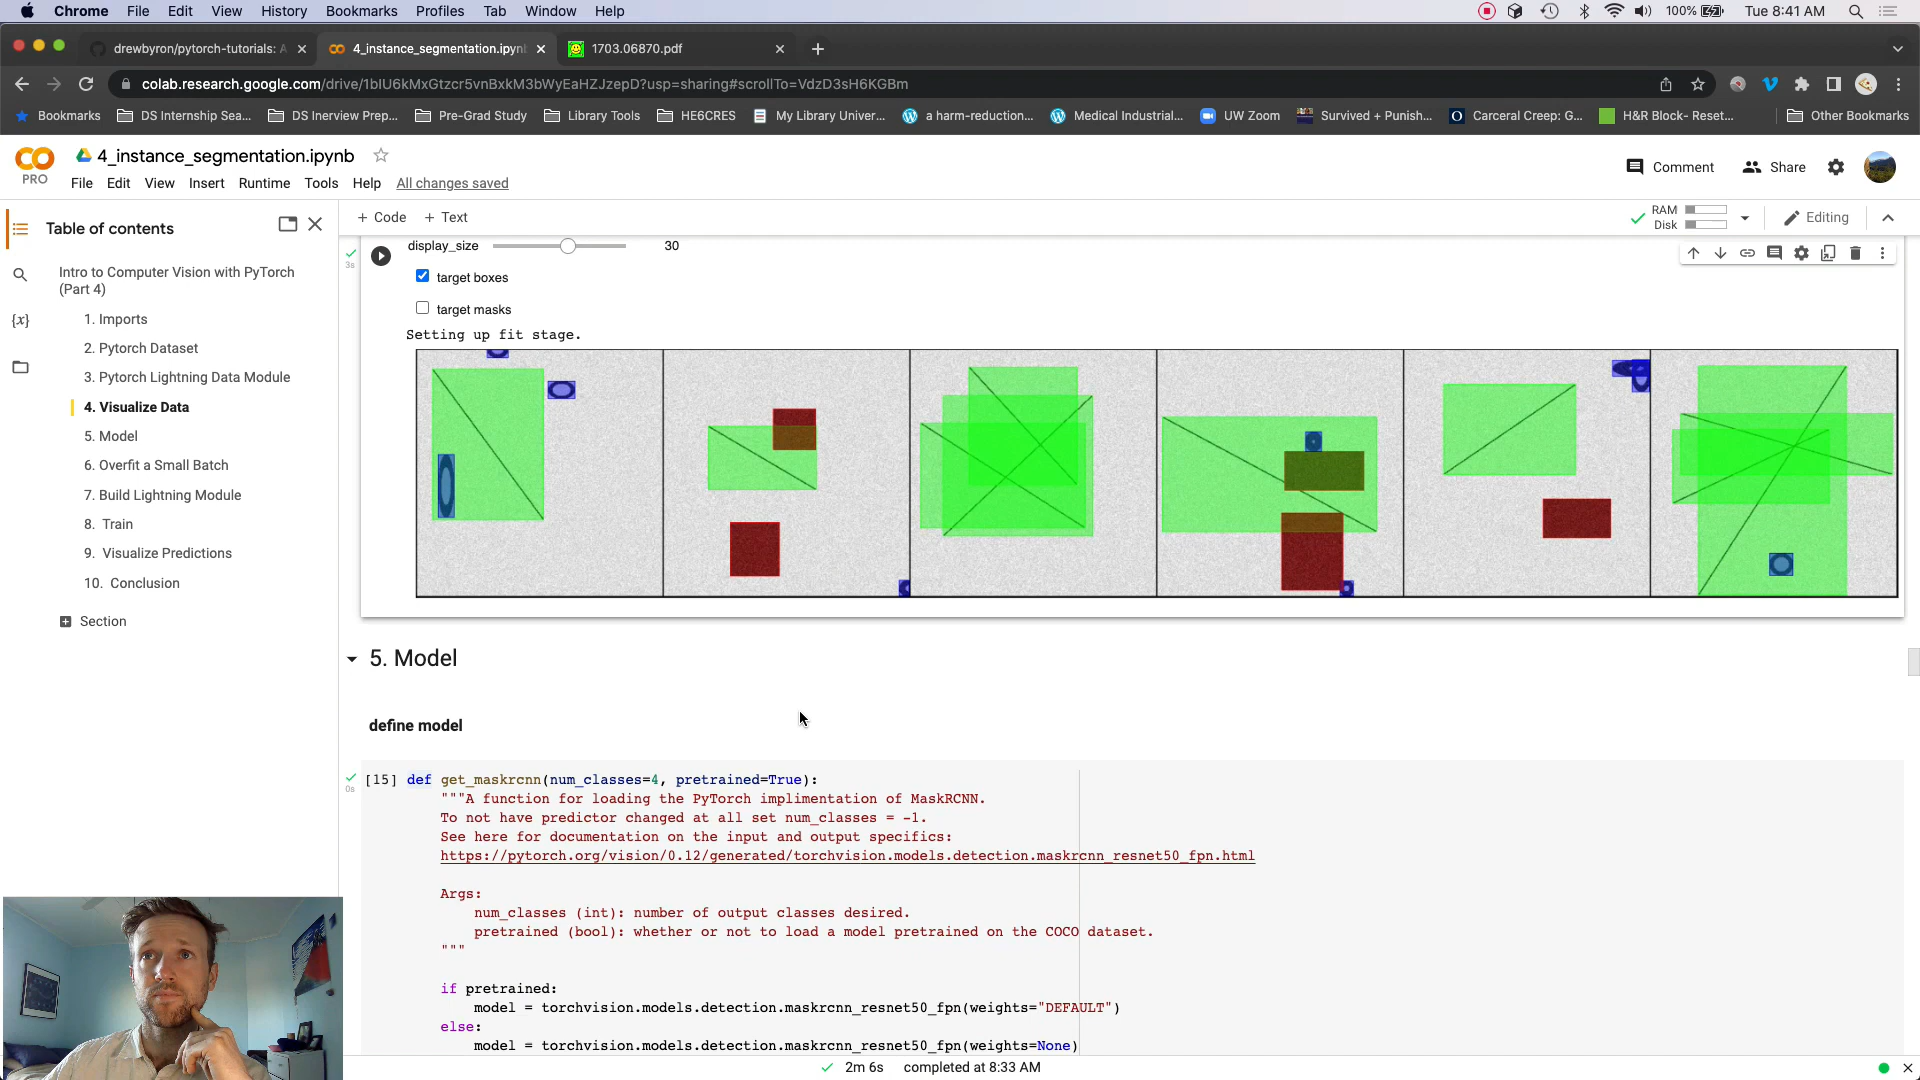 Chrome File Edit View History Bookmarks Profiles Tab Window Help 100% Tue 8:41 AM
drewbyron/pytorch-tutorials: A 4_instance_segmentation.ipynb 1703.06870.pdf
colab.research.google.com/drive/1bIU6kMxGtzcr5vnBxkM3bWyEaHZJzepD?usp=sharing#scrollTo=VdzD3sH6KGBm
Bookmarks DS Internship Sea... DS Inerview Prep... Pre-Grad Study Library Tools HE6CRES My Library Univer... a harm-reduction... Medical Industrial... UW Zoom Survived + Punish... Carceral Creep: G... H&R Block- Reset... Other Bookmarks
4_instance_segmentation.ipynb
PRO
File Edit View Insert Runtime Tools Help All changes saved
Comment Share
Table of contents
+ Code + Text
RAM
Disk
Editing
Intro to Computer Vision with PyTorch
(Part 4)
1. Imports
2. Pytorch Dataset
3. Pytorch Lightning Data Module
4. Visualize Data
5. Model
6. Overfit a Small Batch
7. Build Lightning Module
8. Train
9. Visualize Predictions
10. Conclusion
Section
{x}
3s
display_size 30
target boxes
target masks
Setting up fit stage.
5. Model
define model
0s
[15] def get_maskrcnn(num_classes=4, pretrained=True):
"""A function for loading the PyTorch implimentation of MaskRCNN.
To not have predictor changed at all set num_classes = -1.
See here for documentation on the input and output specifics:
https://pytorch.org/vision/0.12/generated/torchvision.models.detection.maskrcnn_resnet50_fpn.html
Args:
num_classes (int): number of output classes desired.
pretrained (bool): whether or not to load a model pretrained on the COCO dataset.
"""
if pretrained:
model = torchvision.models.detection.maskrcnn_resnet50_fpn(weights="DEFAULT")
else:
model = torchvision.models.detection.maskrcnn_resnet50_fpn(weights=None)
2m 6s completed at 8:33 AM